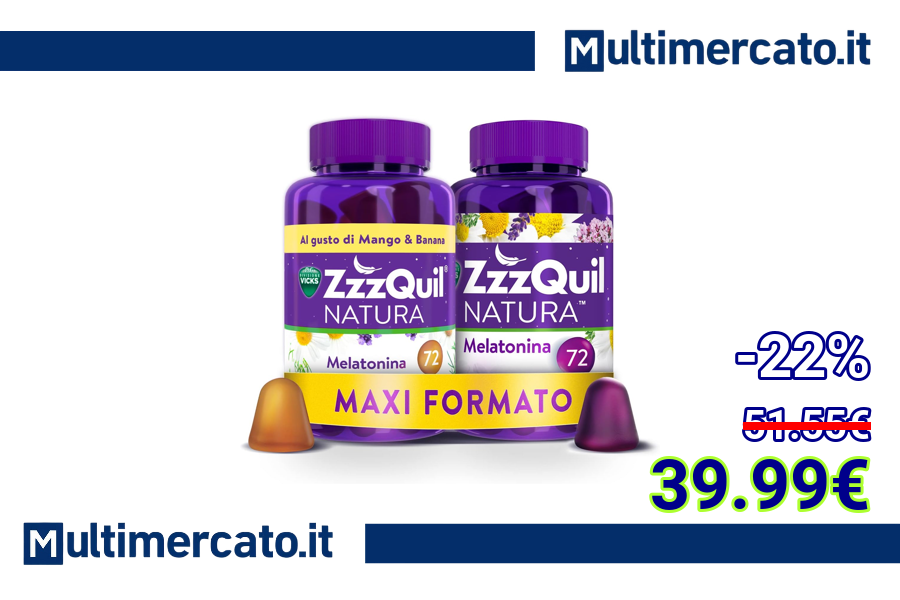 Multimercato.it
Al gusto di Mango & Banana
VICKS
ZzzQuil®
NATURA
Melatonina
72
ZzzQuil
NATURA™
Melatonina
72
MAXI FORMATO
-22%
51.55€
39.99€
Multimercato.it